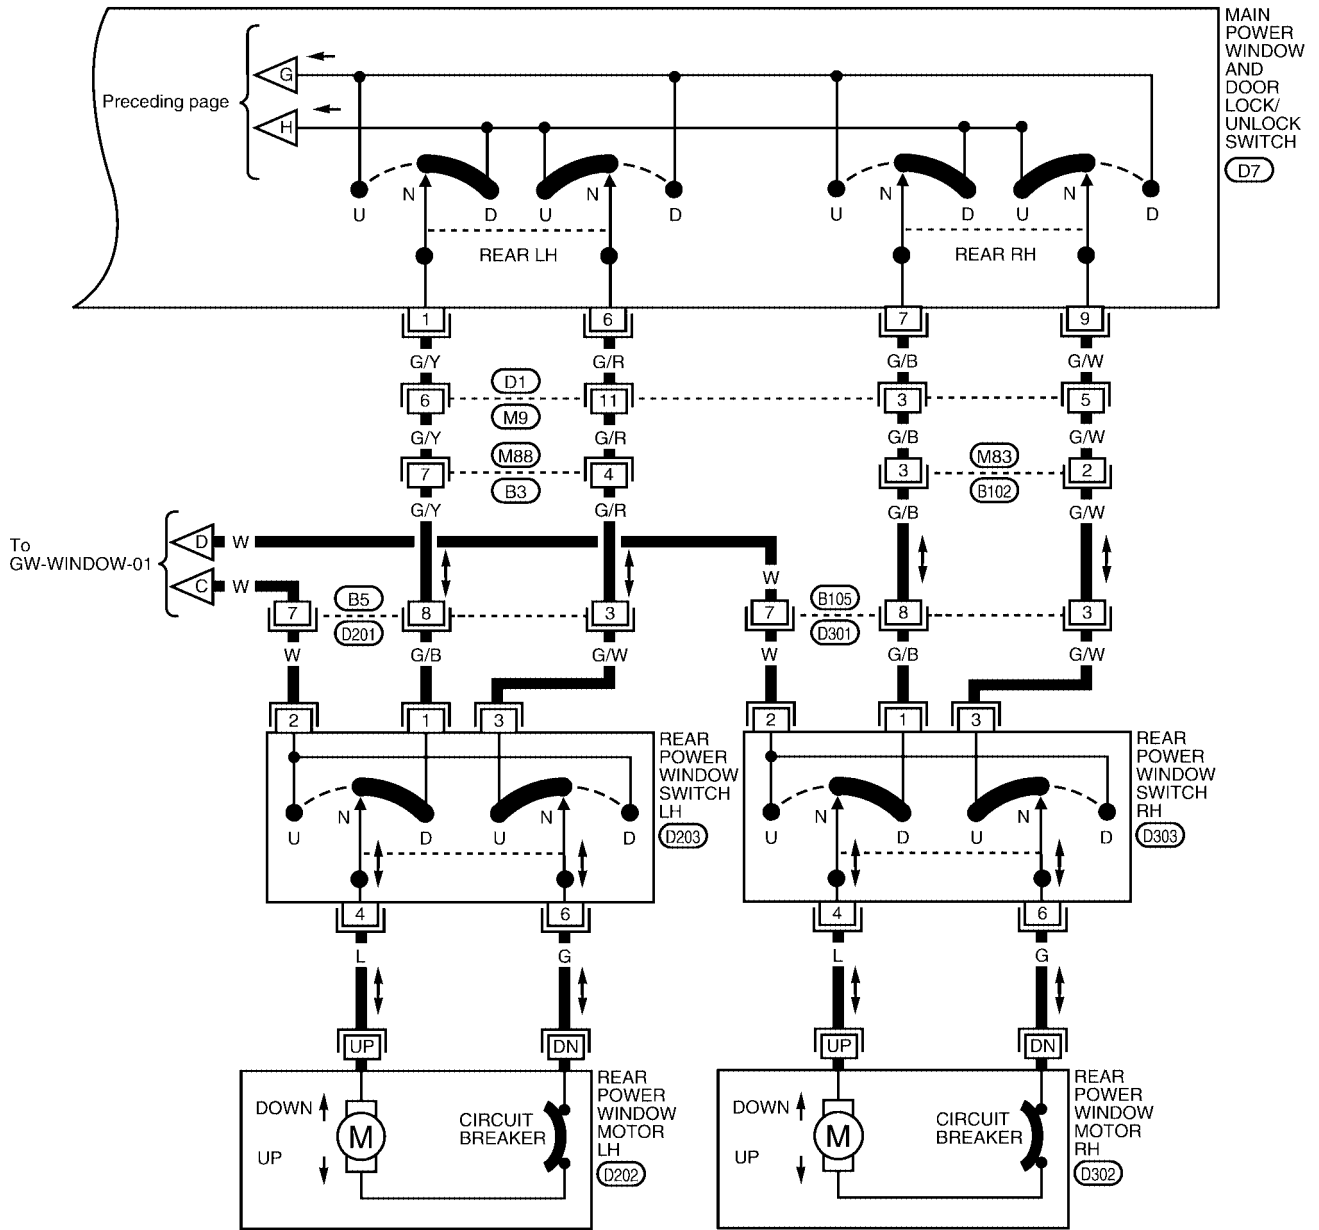 MAIN
POWER
WINDOW
AND
DOOR
LOCK/
UNLOCK
SWITCH
D7
Preceding page
G
H
U N D U N D U N D U N D
REAR LH REAR RH
1 6 7 9
G/Y G/R G/B G/W
D1
6 11 3 5
M9
G/Y G/R G/B G/W
M88 M83
7 4 3 2
B3 B102
G/Y G/R G/B G/W
To
GW-WINDOW-01
D W
C W
W
B5 B105
7 8 3 7 8 3
D201 D301
W G/B G/W W G/B G/W
2 1 3 2 1 3
REAR
POWER
WINDOW
SWITCH
LH
D203
REAR
POWER
WINDOW
SWITCH
RH
D303
U N D U N D U N D U N D
4 6 4 6
L G L G
UP DN UP DN
REAR
POWER
WINDOW
MOTOR
LH
D202
REAR
POWER
WINDOW
MOTOR
RH
D302
DOWN
UP
M
CIRCUIT
BREAKER
DOWN
UP
M
CIRCUIT
BREAKER